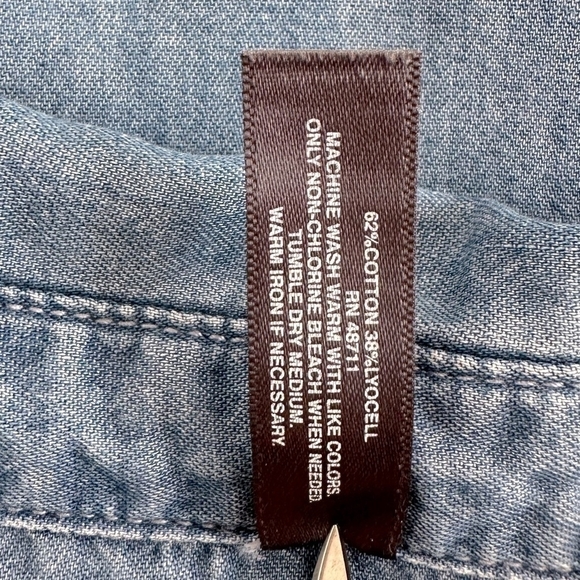 62%COTTON 38%LYOCELL
RN 48711
MACHINE WASH WARM WITH LIKE COLORS.
ONLY NON-CHLORINE BLEACH WHEN NEEDED.
TUMBLE DRY MEDIUM.
WARM IRON IF NECESSARY.